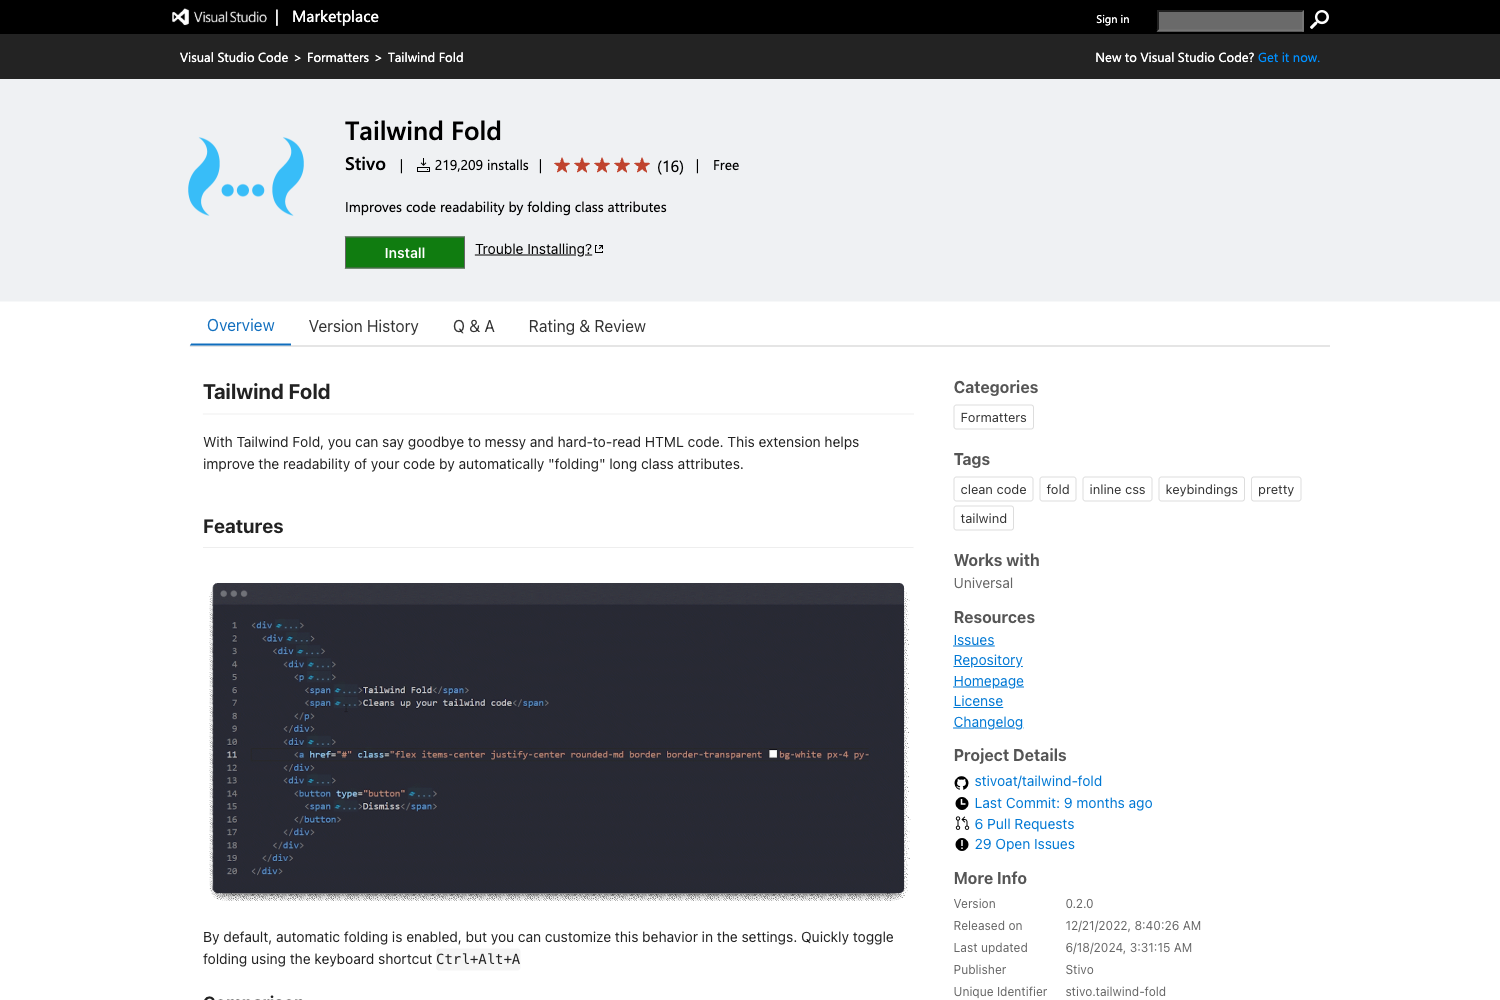 Visual Studio | Marketplace
Sign in
Visual Studio Code > Formatters > Tailwind Fold
New to Visual Studio Code? Get it now.
Tailwind Fold
Stivo | 219,209 installs | (16) | Free
Improves code readability by folding class attributes
Install
Trouble Installing?
Overview
Version History
Q & A
Rating & Review
Tailwind Fold
With Tailwind Fold, you can say goodbye to messy and hard-to-read HTML code. This extension helps
improve the readability of your code by automatically "folding" long class attributes.
Features
1 <div ...>
2 <div ...>
3 <div ...>
4 <div ...>
5 <p ...>
6 <span ...>Tailwind Fold</span>
7 <span ...>Cleans up your tailwind code</span>
8 </p>
9 </div>
10 <div ...>
11 <a href="#" class="flex items-center justify-center rounded-md border border-transparent bg-white px-4 py-
12 </div>
13 <div ...>
14 <button type="button" ...>
15 <span ...>Dismiss</span>
16 </button>
17 </div>
18 </div>
19 </div>
20 </div>
By default, automatic folding is enabled, but you can customize this behavior in the settings. Quickly toggle
folding using the keyboard shortcut Ctrl+Alt+A
Comparison
Categories
Formatters
Tags
clean code
fold
inline css
keybindings
pretty
tailwind
Works with
Universal
Resources
Issues
Repository
Homepage
License
Changelog
Project Details
stivoat/tailwind-fold
Last Commit: 9 months ago
6 Pull Requests
29 Open Issues
More Info
Version 0.2.0
Released on 12/21/2022, 8:40:26 AM
Last updated 6/18/2024, 3:31:15 AM
Publisher Stivo
Unique Identifier stivo.tailwind-fold